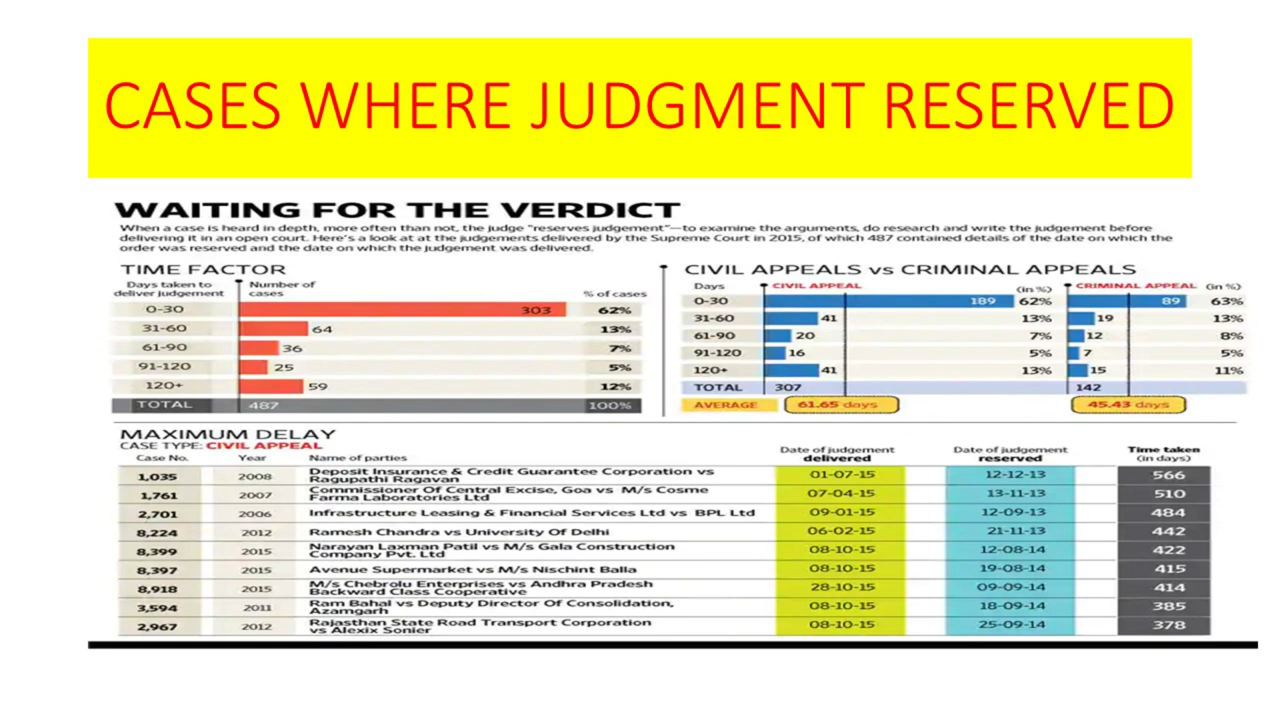 CASES WHERE JUDGMENT RESERVED
WAITING FOR THE VERDICT
When a case is heard in depth, more often than not, the judge "reserves judgement"—to examine the arguments, do research and write the judgement before
delivering it in an open court. Here's a look at at the judgements delivered by the Supreme Court in 2015, of which 487 contained details of the date on which the
order was reserved and the date on which the judgement was delivered.
TIME FACTOR
Days taken to deliver judgement Number of cases % of cases
0-30 303 62%
31-60 64 13%
61-90 36 7%
91-120 25 5%
120+ 59 12%
TOTAL 487 100%
CIVIL APPEALS vs CRIMINAL APPEALS
Days CIVIL APPEAL (in %) CRIMINAL APPEAL (in %)
0-30 189 62% 89 63%
31-60 41 13% 19 13%
61-90 20 7% 12 8%
91-120 16 5% 7 5%
120+ 41 13% 15 11%
TOTAL 307 142
AVERAGE 61.65 days 45.43 days
MAXIMUM DELAY
CASE TYPE: CIVIL APPEAL
Case No. Year Name of parties Date of judgement delivered Date of judgement reserved Time taken (in days)
1,035 2008 Deposit Insurance & Credit Guarantee Corporation vs Ragupathi Ragavan 01-07-15 12-12-13 566
1,761 2007 Commissioner Of Central Excise, Goa vs M/s Cosme Farma Laboratories Ltd 07-04-15 13-11-13 510
2,701 2006 Infrastructure Leasing & Financial Services Ltd vs BPL Ltd 09-01-15 12-09-13 484
8,224 2012 Ramesh Chandra vs University Of Delhi 06-02-15 21-11-13 442
8,399 2015 Narayan Laxman Patil vs M/s Gala Construction Company Pvt. Ltd 08-10-15 12-08-14 422
8,397 2015 Avenue Supermarket vs M/s Nischint Balla 08-10-15 19-08-14 415
8,918 2015 M/s Chebrolu Enterprises vs Andhra Pradesh Backward Class Cooperative 28-10-15 09-09-14 414
3,594 2011 Ram Bahal vs Deputy Director Of Consolidation, Azamgarh 08-10-15 18-09-14 385
2,967 2012 Rajasthan State Road Transport Corporation vs Alexix Sonier 08-10-15 25-09-14 378